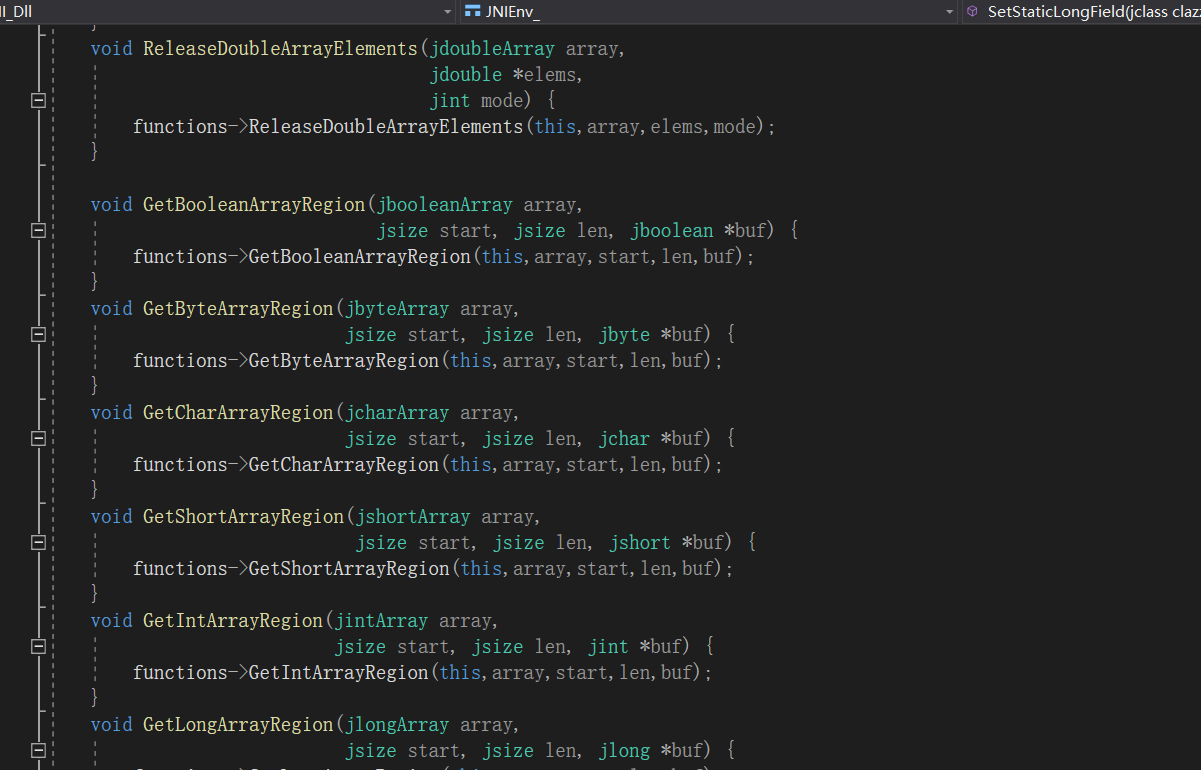 II_Dll JNIEnv_ SetStaticLongField(jclass claz
}
void ReleaseDoubleArrayElements(jdoubleArray array,
jdouble *elems,
jint mode) {
functions->ReleaseDoubleArrayElements(this,array,elems,mode);
}
void GetBooleanArrayRegion(jbooleanArray array,
jsize start, jsize len, jboolean *buf) {
functions->GetBooleanArrayRegion(this,array,start,len,buf);
}
void GetByteArrayRegion(jbyteArray array,
jsize start, jsize len, jbyte *buf) {
functions->GetByteArrayRegion(this,array,start,len,buf);
}
void GetCharArrayRegion(jcharArray array,
jsize start, jsize len, jchar *buf) {
functions->GetCharArrayRegion(this,array,start,len,buf);
}
void GetShortArrayRegion(jshortArray array,
jsize start, jsize len, jshort *buf) {
functions->GetShortArrayRegion(this,array,start,len,buf);
}
void GetIntArrayRegion(jintArray array,
jsize start, jsize len, jint *buf) {
functions->GetIntArrayRegion(this,array,start,len,buf);
}
void GetLongArrayRegion(jlongArray array,
jsize start, jsize len, jlong *buf) {